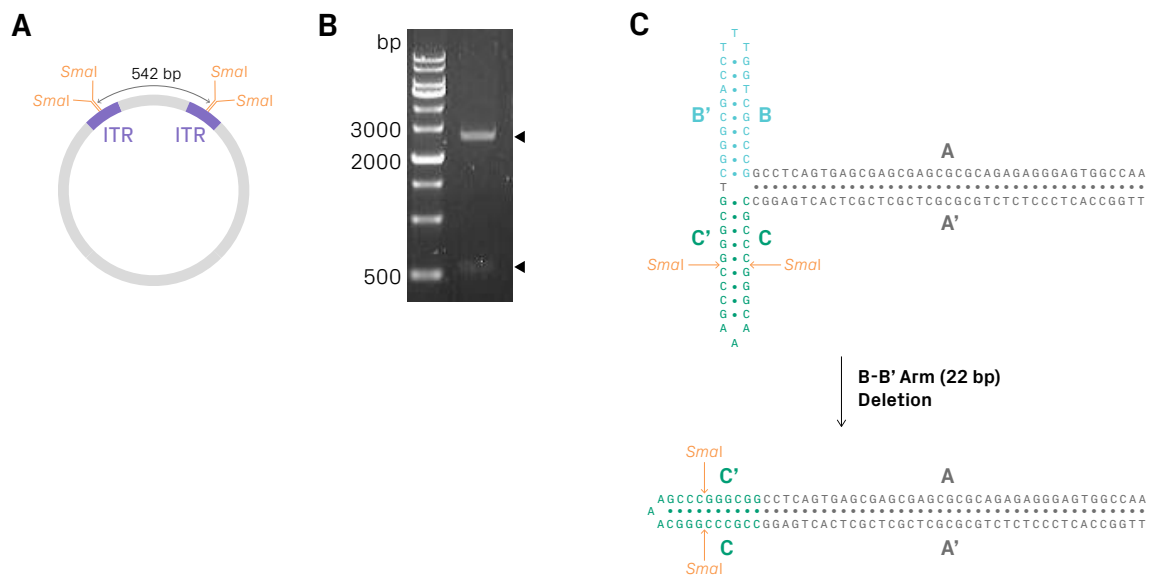 A
SmaI
542 bp
SmaI
SmaI
SmaI
ITR
ITR
B
bp
3000
2000
500
C
T
T T
C • G
C • G
A • T
G • C
B’
B
C • G
G • C
G • C
G • C
A
C • G GCCTCAGTGAGCGAGCGAGCGCGCAGAGAGGGAGTGGCCAA
T
G • C CGGAGTCACTCGCTCGCTCGCGCGTCTCTCCCTCACCGGTT
A’
C • G
G • C
C’
C
G • C
G • C
SmaI
SmaI
C • G
C • G
C • G
G • C
A A
A
B-B’ Arm (22 bp)
Deletion
SmaI
C’
A
AGCCCGGGCGGCCTCAGTGAGCGAGCGAGCGCGCAGAGAGGGAGTGGCCAA
A
ACGGGCCCGCCGGAGTCACTCGCTCGCTCGCGCGTCTCTCCCTCACCGGTT
C
A’
SmaI